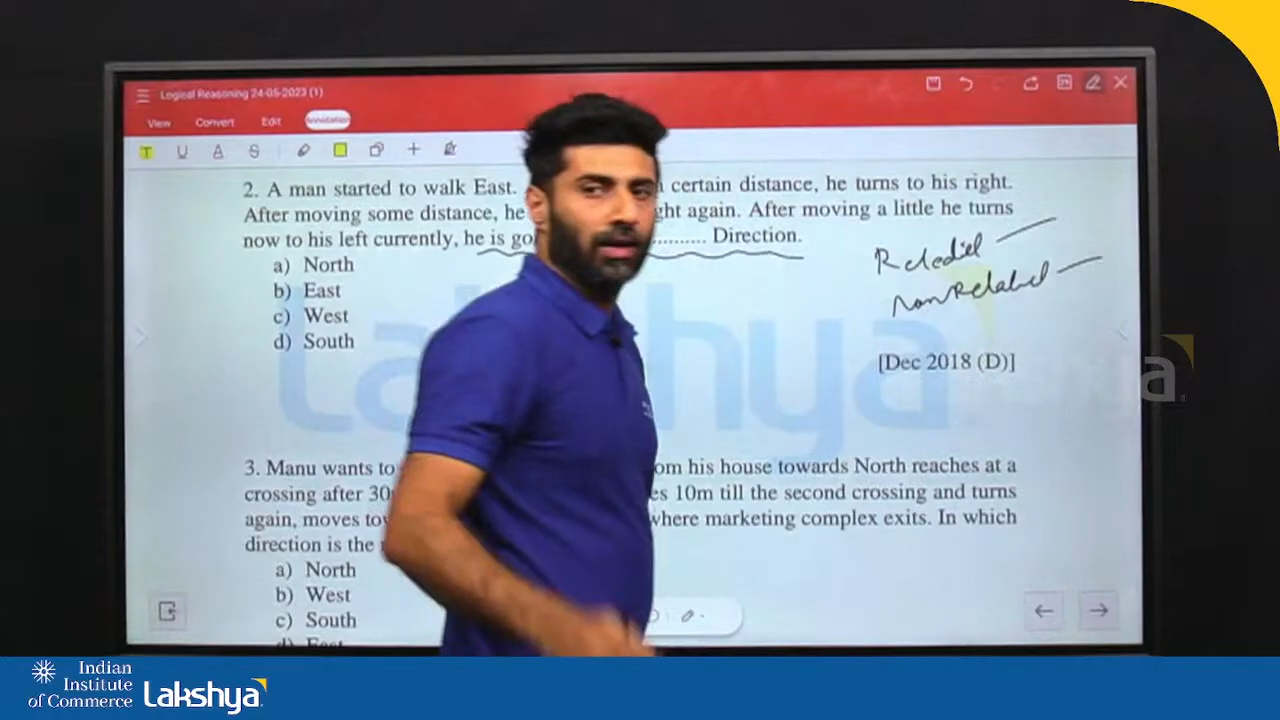 Logical Reasoning 24-05-2023 (1)
View Convert Edit Annotation
2. A man started to walk East. certain distance, he turns to his right.
After moving some distance, he ght again. After moving a little he turns
now to his left currently, he is go .......... Direction.
a) North
b) East
c) West
d) South
Related
Non Related
[Dec 2018 (D)]
Lakshya
3. Manu wants to om his house towards North reaches at a
crossing after 30 es 10m till the second crossing and turns
again, moves tow where marketing complex exits. In which
direction is the
a) North
b) West
c) South
d) East
Indian
Institute
of Commerce Lakshya